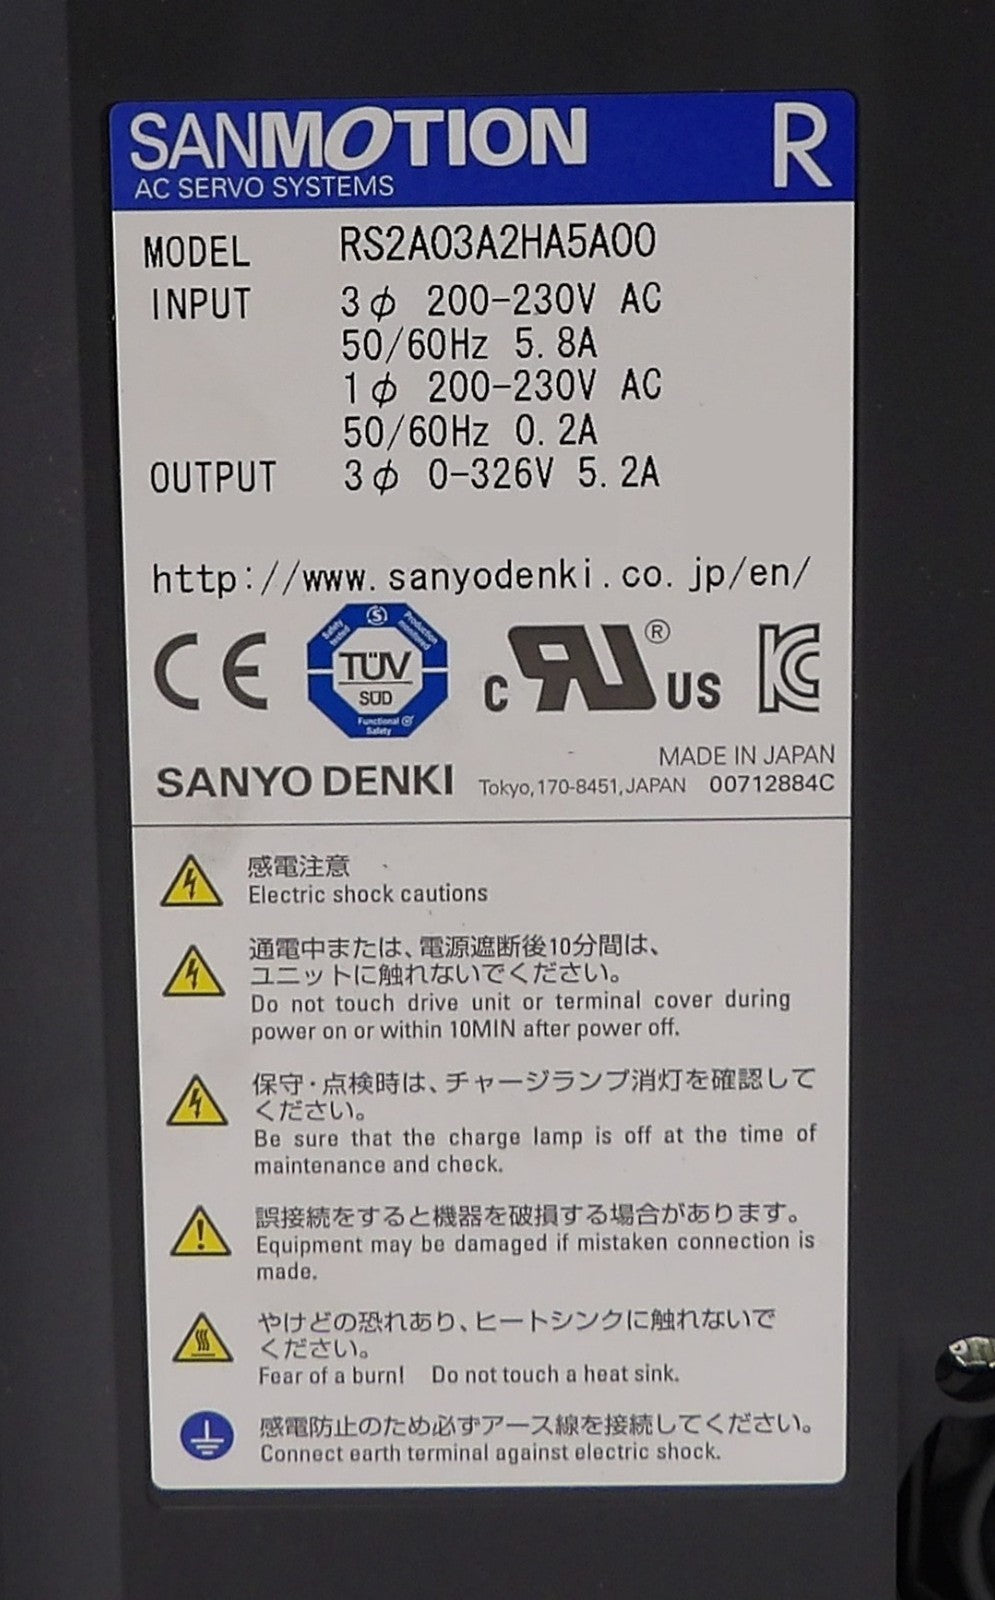 SANMOTION R
AC SERVO SYSTEMS
MODEL RS2A03A2HA5A00
INPUT 3φ 200-230V AC
50/60Hz 5.8A
1φ 200-230V AC
50/60Hz 0.2A
OUTPUT 3φ 0-326V 5.2A
http://www.sanyodenki.co.jp/en/
CE
Safety tested
S
Production monitored
TÜV
SÜD
Functional Safety
c RU ® US
KC
MADE IN JAPAN
SANYO DENKI Tokyo,170-8451,JAPAN 00712884C
感電注意
Electric shock cautions
通電中または、電源遮断後10分間は、
ユニットに触れないでください。
Do not touch drive unit or terminal cover during
power on or within 10MIN after power off.
保守・点検時は、チャージランプ消灯を確認して
ください。
Be sure that the charge lamp is off at the time of
maintenance and check.
誤接続をすると機器を破損する場合があります。
Equipment may be damaged if mistaken connection is
made.
やけどの恐れあり、ヒートシンクに触れないで
ください。
Fear of a burn! Do not touch a heat sink.
感電防止のため必ずアース線を接続してください。
Connect earth terminal against electric shock.